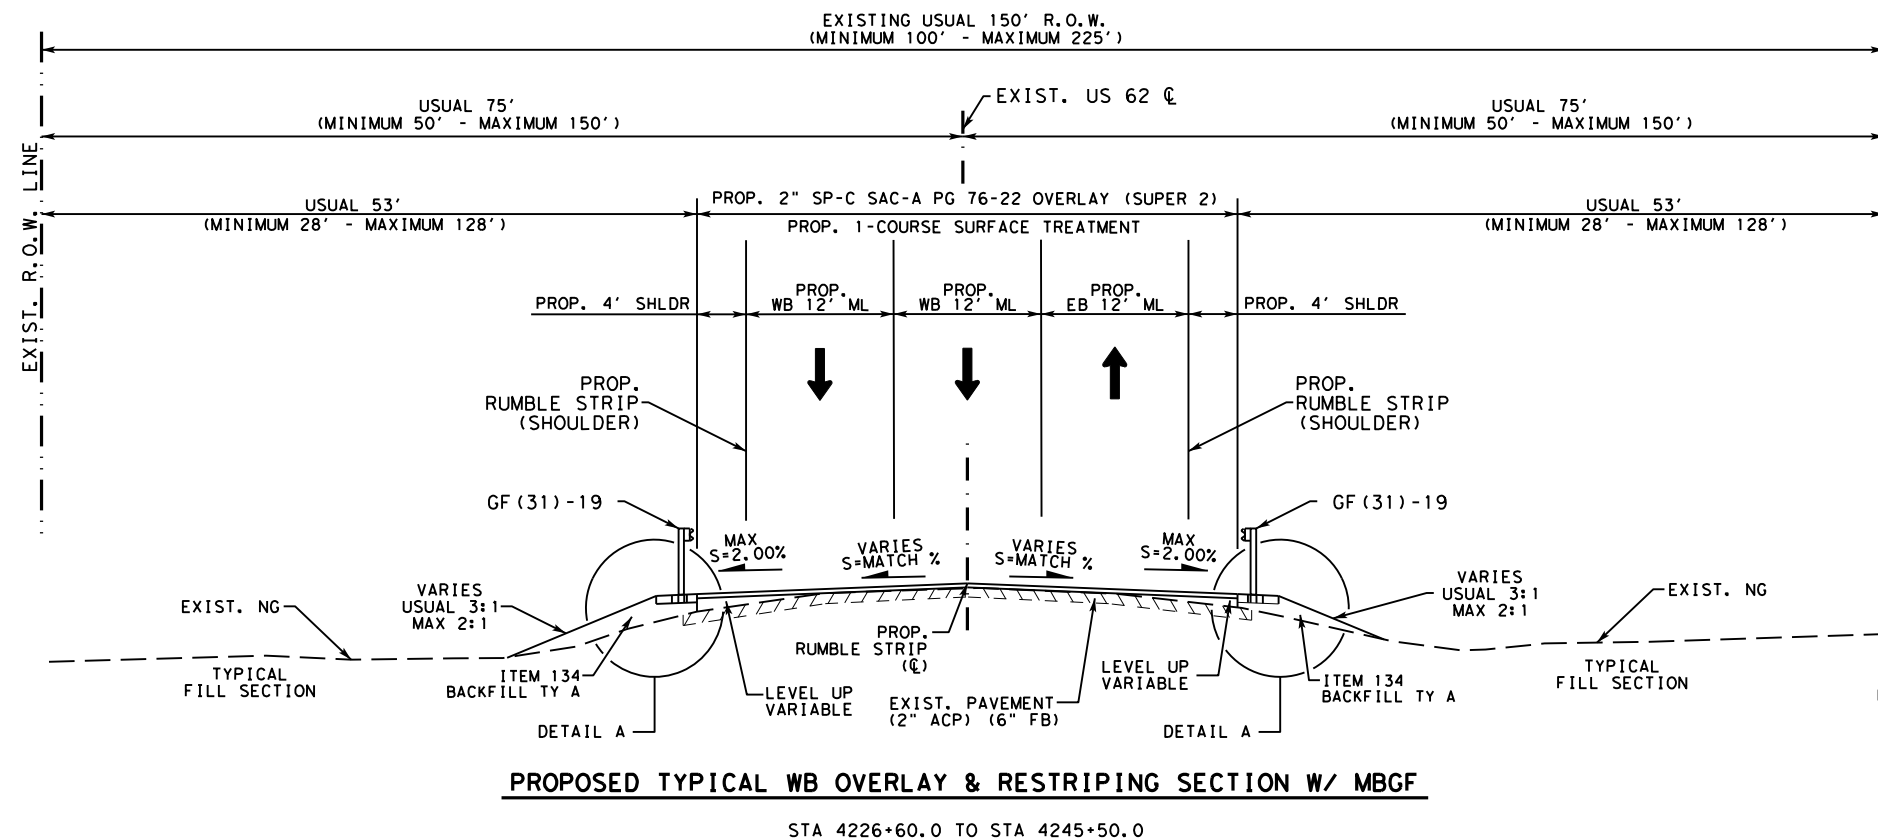 EXISTING USUAL 150' R.O.W.
(MINIMUM 100' - MAXIMUM 225')
EXIST. US 62 ℄
USUAL 75'
(MINIMUM 50' - MAXIMUM 150')
USUAL 75'
(MINIMUM 50' - MAXIMUM 150')
EXIST. R.O.W. LINE
USUAL 53'
(MINIMUM 28' - MAXIMUM 128')
PROP. 2" SP-C SAC-A PG 76-22 OVERLAY (SUPER 2)
PROP. 1-COURSE SURFACE TREATMENT
USUAL 53'
(MINIMUM 28' - MAXIMUM 128')
PROP. 4' SHLDR
PROP.
WB 12' ML
PROP.
WB 12' ML
PROP.
EB 12' ML
PROP. 4' SHLDR
PROP.
RUMBLE STRIP
(SHOULDER)
PROP.
RUMBLE STRIP
(SHOULDER)
GF(31)-19
GF(31)-19
MAX
S=2.00%
VARIES
S=MATCH %
VARIES
S=MATCH %
MAX
S=2.00%
EXIST. NG
VARIES
USUAL 3:1
MAX 2:1
VARIES
USUAL 3:1
MAX 2:1
EXIST. NG
TYPICAL
FILL SECTION
ITEM 134
BACKFILL TY A
LEVEL UP
VARIABLE
PROP.
RUMBLE STRIP
(℄)
EXIST. PAVEMENT
(2" ACP) (6" FB)
LEVEL UP
VARIABLE
ITEM 134
BACKFILL TY A
TYPICAL
FILL SECTION
DETAIL A
DETAIL A
PROPOSED TYPICAL WB OVERLAY & RESTRIPING SECTION W/ MBGF
STA 4226+60.0 TO STA 4245+50.0